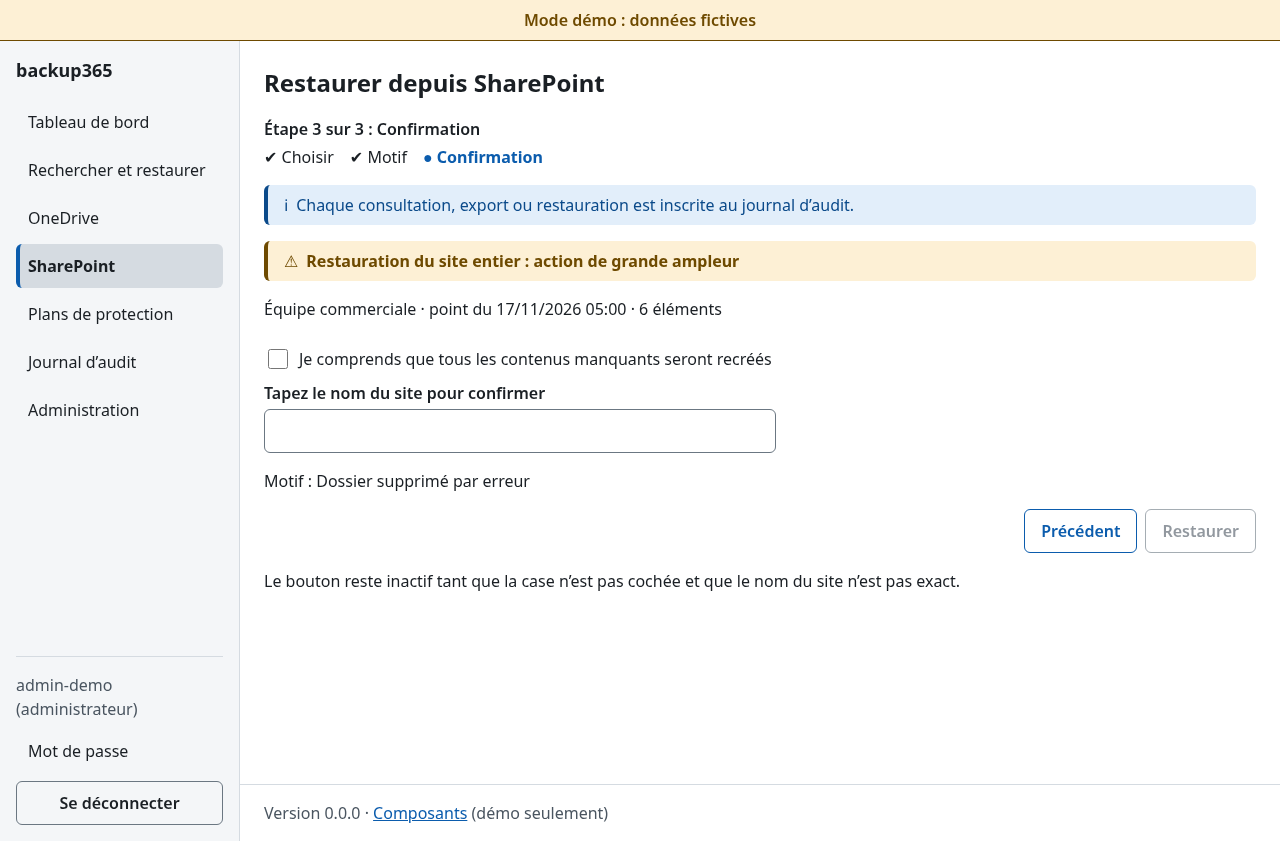 Mode démo : données fictives
backup365
Tableau de bord
Rechercher et restaurer
OneDrive
SharePoint
Plans de protection
Journal d’audit
Administration
admin-demo
(administrateur)
Mot de passe
Se déconnecter
Restaurer depuis SharePoint
Étape 3 sur 3 : Confirmation
✔ Choisir ✔ Motif ● Confirmation
i Chaque consultation, export ou restauration est inscrite au journal d’audit.
⚠ Restauration du site entier : action de grande ampleur
Équipe commerciale · point du 17/11/2026 05:00 · 6 éléments
Je comprends que tous les contenus manquants seront recréés
Tapez le nom du site pour confirmer
Motif : Dossier supprimé par erreur
Précédent Restaurer
Le bouton reste inactif tant que la case n’est pas cochée et que le nom du site n’est pas exact.
Version 0.0.0 · Composants (démo seulement)